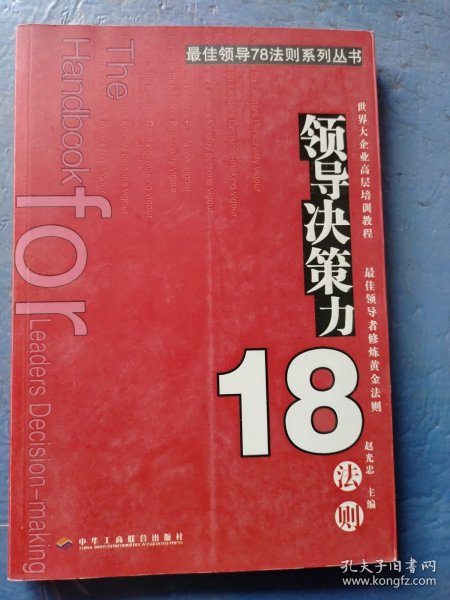 最佳领导78法则系列丛书
世界大企业高层培训教程 最佳领导者修炼黄金法则
领导决策力
18
法则
赵光忠 主编
The
Handbook
for
Leaders Decision-making
中华工商联合出版社
孔夫子旧书网
www.kongfz.com